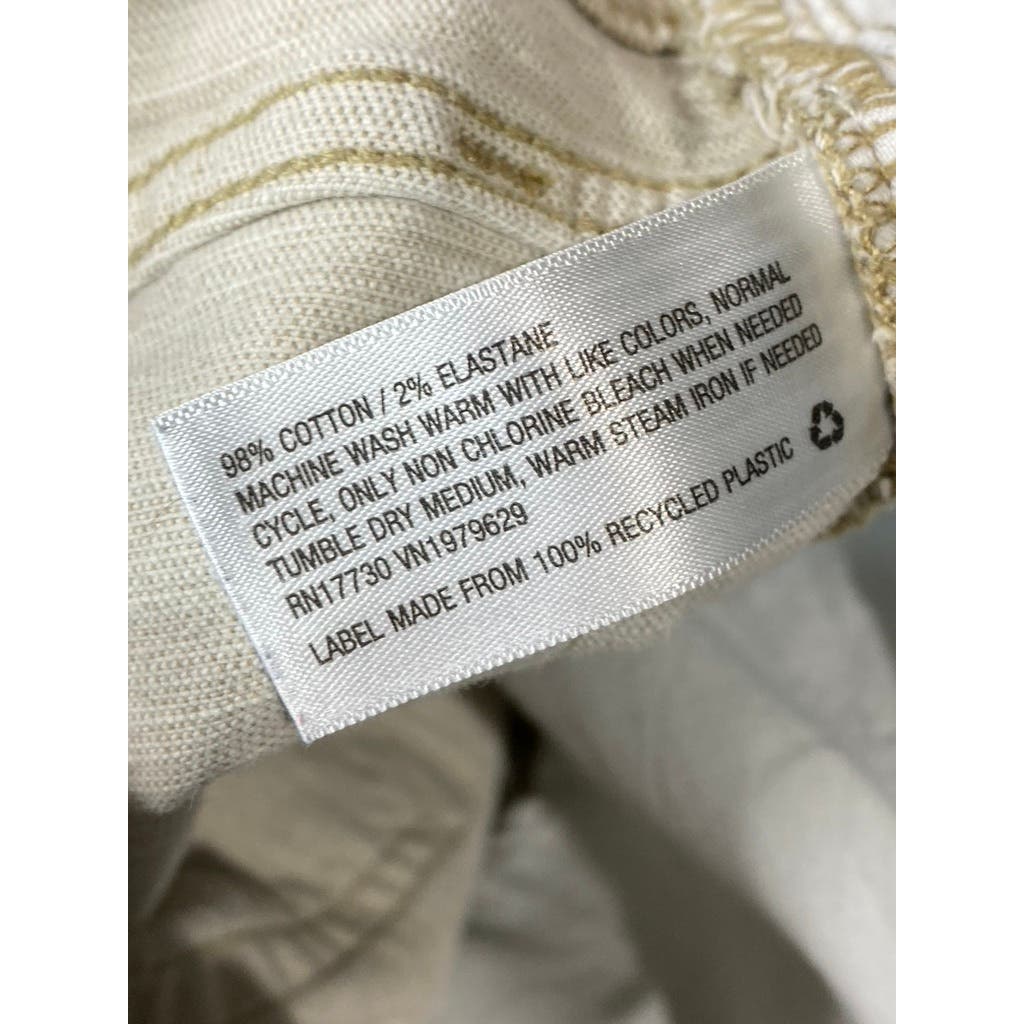 98% COTTON / 2% ELASTANE
MACHINE WASH WARM WITH LIKE COLORS, NORMAL
CYCLE, ONLY NON CHLORINE BLEACH WHEN NEEDED
TUMBLE DRY MEDIUM, WARM STEAM IRON IF NEEDED
RN17730 VN1979629
LABEL MADE FROM 100% RECYCLED PLASTIC